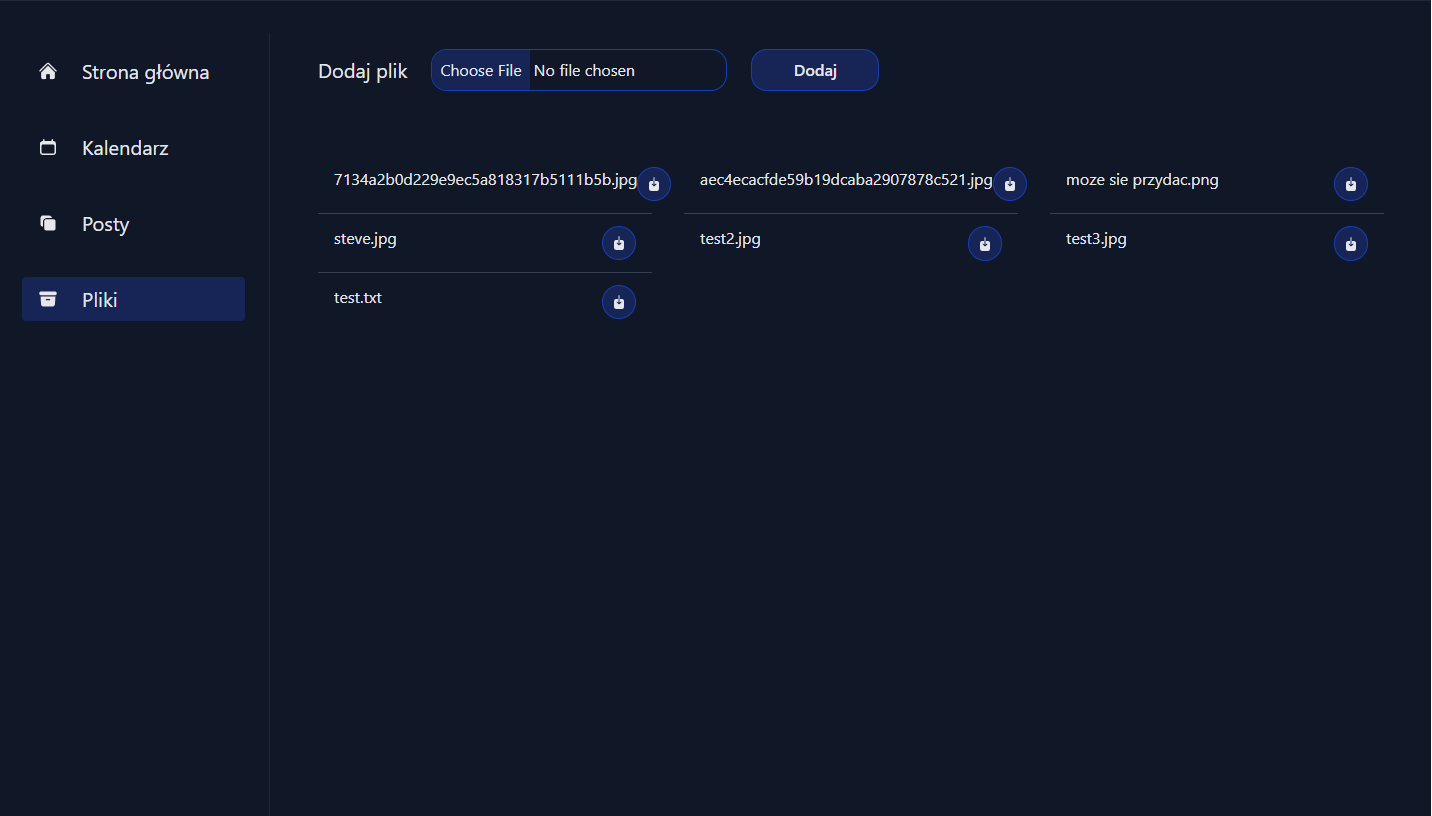 Strona główna
Kalendarz
Posty
Pliki
Dodaj plik Choose File No file chosen Dodaj
7134a2b0d229e9ec5a818317b5111b5b.jpg aec4ecacfde59b19dcaba2907878c521.jpg moze sie przydac.png
steve.jpg test2.jpg test3.jpg
test.txt